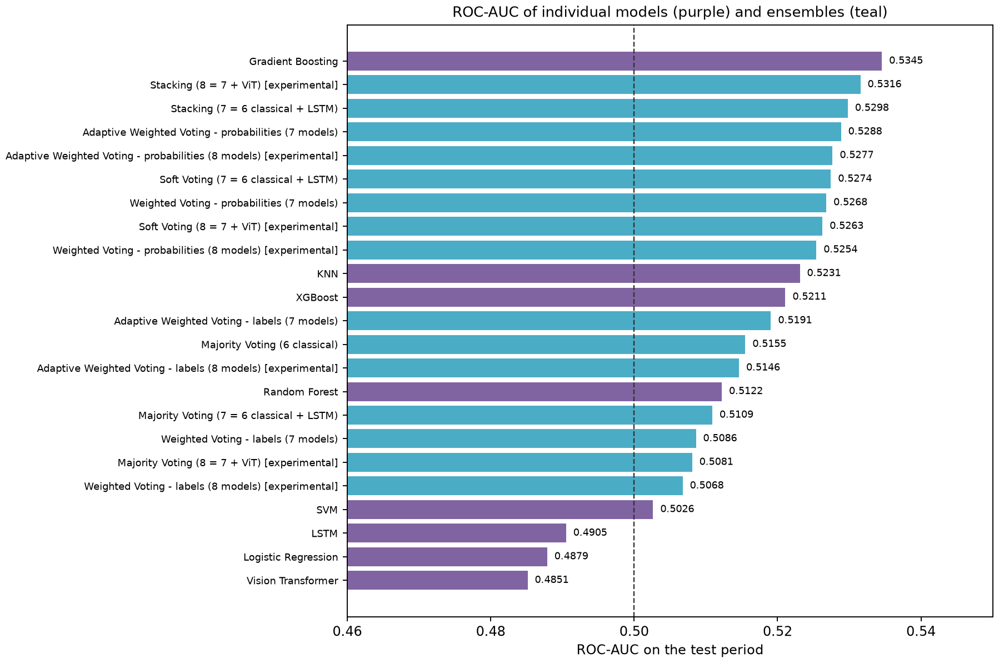 ROC-AUC of individual models (purple) and ensembles (teal)
Gradient Boosting 0.5345
Stacking (8 = 7 + ViT) [experimental] 0.5316
Stacking (7 = 6 classical + LSTM) 0.5298
Adaptive Weighted Voting - probabilities (7 models) 0.5288
Adaptive Weighted Voting - probabilities (8 models) [experimental] 0.5277
Soft Voting (7 = 6 classical + LSTM) 0.5274
Weighted Voting - probabilities (7 models) 0.5268
Soft Voting (8 = 7 + ViT) [experimental] 0.5263
Weighted Voting - probabilities (8 models) [experimental] 0.5254
KNN 0.5231
XGBoost 0.5211
Adaptive Weighted Voting - labels (7 models) 0.5191
Majority Voting (6 classical) 0.5155
Adaptive Weighted Voting - labels (8 models) [experimental] 0.5146
Random Forest 0.5122
Majority Voting (7 = 6 classical + LSTM) 0.5109
Weighted Voting - labels (7 models) 0.5086
Majority Voting (8 = 7 + ViT) [experimental] 0.5081
Weighted Voting - labels (8 models) [experimental] 0.5068
SVM 0.5026
LSTM 0.4905
Logistic Regression 0.4879
Vision Transformer 0.4851
0.46 0.48 0.50 0.52 0.54
ROC-AUC on the test period